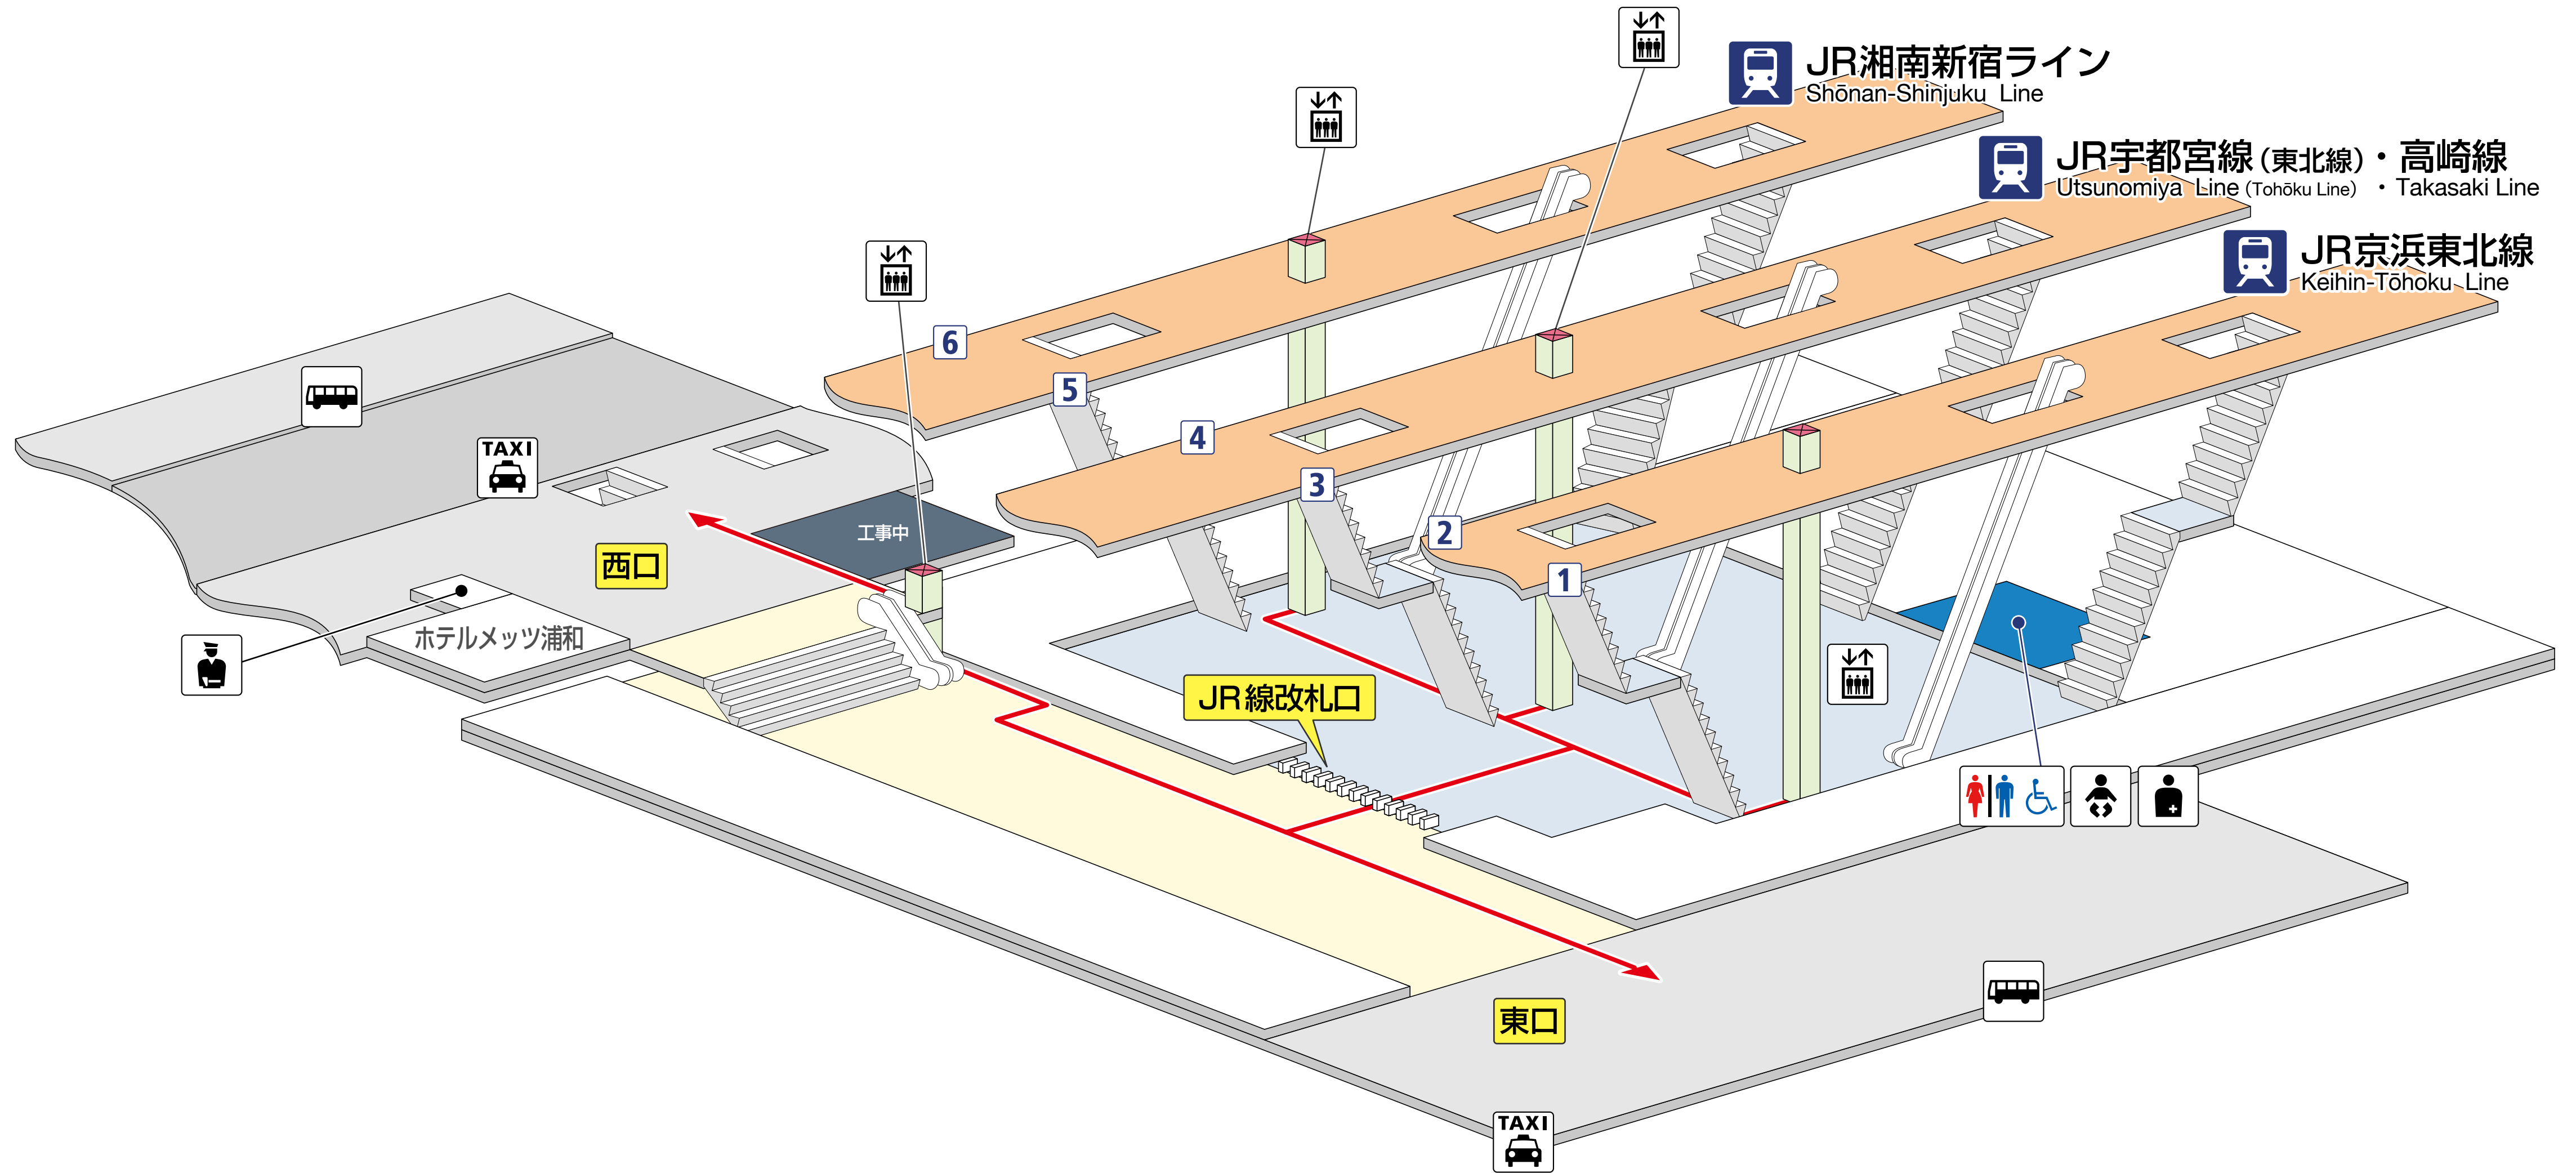 JR湘南新宿ライン
Shōnan-Shinjuku Line
JR宇都宮線(東北線)・高崎線
Utsunomiya Line (Tohōku Line) ・Takasaki Line
JR京浜東北線
Keihin-Tōhoku Line
6
5
4
3
2
1
TAXI
工事中
西口
ホテルメッツ浦和
JR線改札口
東口
TAXI